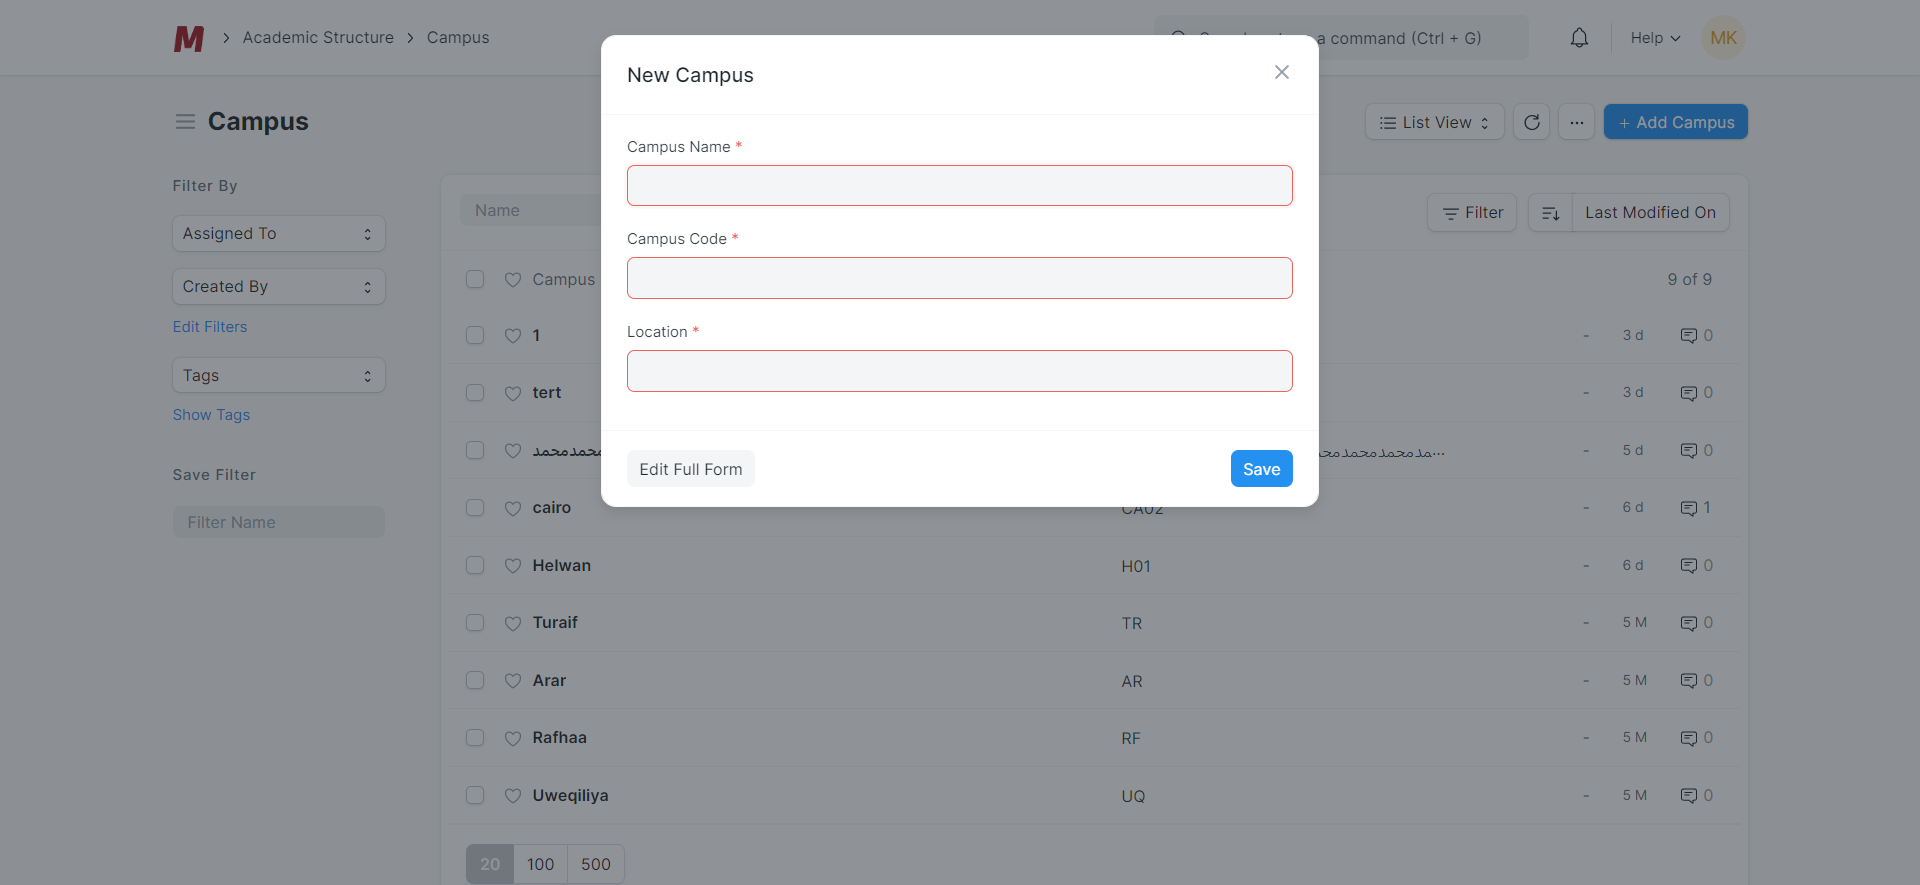 M
Academic Structure
Campus
a command (Ctrl + G)
Help
MK
New Campus
Campus
List View
...
+ Add Campus
Campus Name *
Filter By
Assigned To
Created By
Edit Filters
Tags
Show Tags
Save Filter
Filter Name
Name
Filter
Last Modified On
Campus Code *
Campus
9 of 9
Location *
1
- 3 d 0
tert
- 3 d 0
محمدمحمد
- 5 d 0
Edit Full Form
Save
cairo CA02 - 6 d 1
Helwan H01 - 6 d 0
Turaif TR - 5 M 0
Arar AR - 5 M 0
Rafhaa RF - 5 M 0
Uweqiliya UQ - 5 M 0
20 100 500